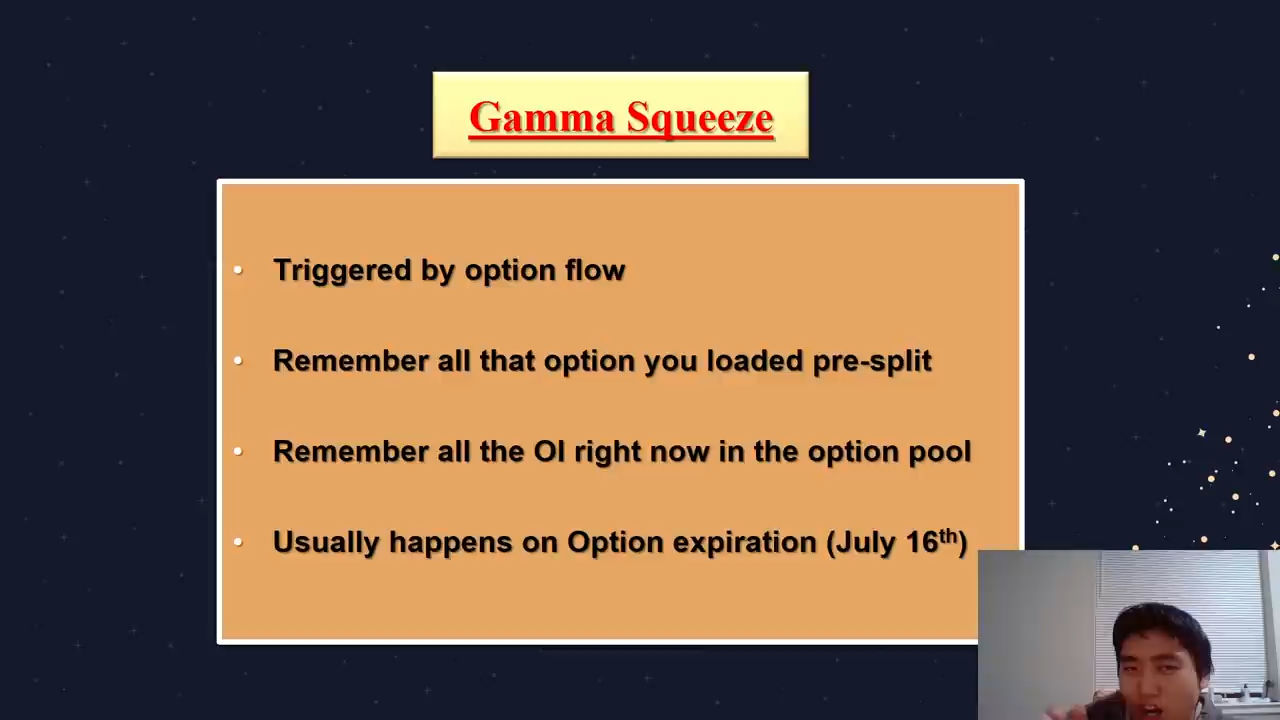 Gamma Squeeze
• Triggered by option flow
• Remember all that option you loaded pre-split
• Remember all the OI right now in the option pool
• Usually happens on Option expiration (July 16th)